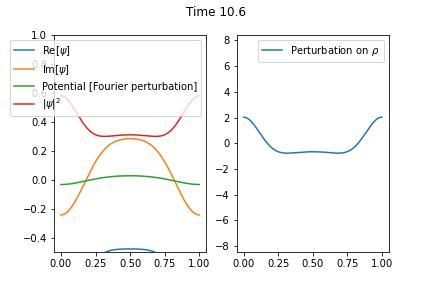 Time 10.6
1.0
0.8
0.6
0.4
0.2
0.0
−0.2
−0.4
Re[ψ]
Im[ψ]
Potential [Fourier perturbation]
|ψ|²
0.00 0.25 0.50 0.75 1.00
8
6
4
2
0
−2
−4
−6
−8
Perturbation on ρ
0.00 0.25 0.50 0.75 1.00